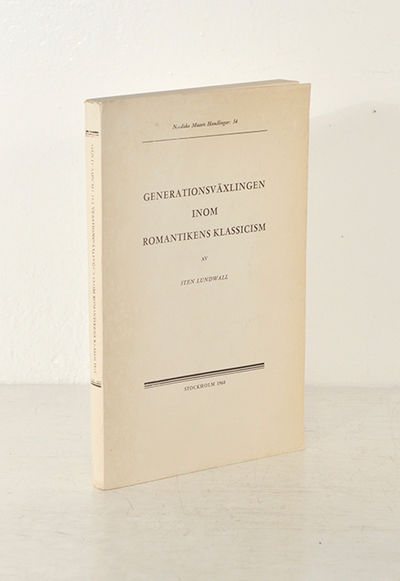 Nordiska Museets Handlingar: 54
GENERATIONSVÄXLINGEN
INOM
ROMANTIKENS KLASSICISM
AV
STEN LUNDWALL
STOCKHOLM 1960